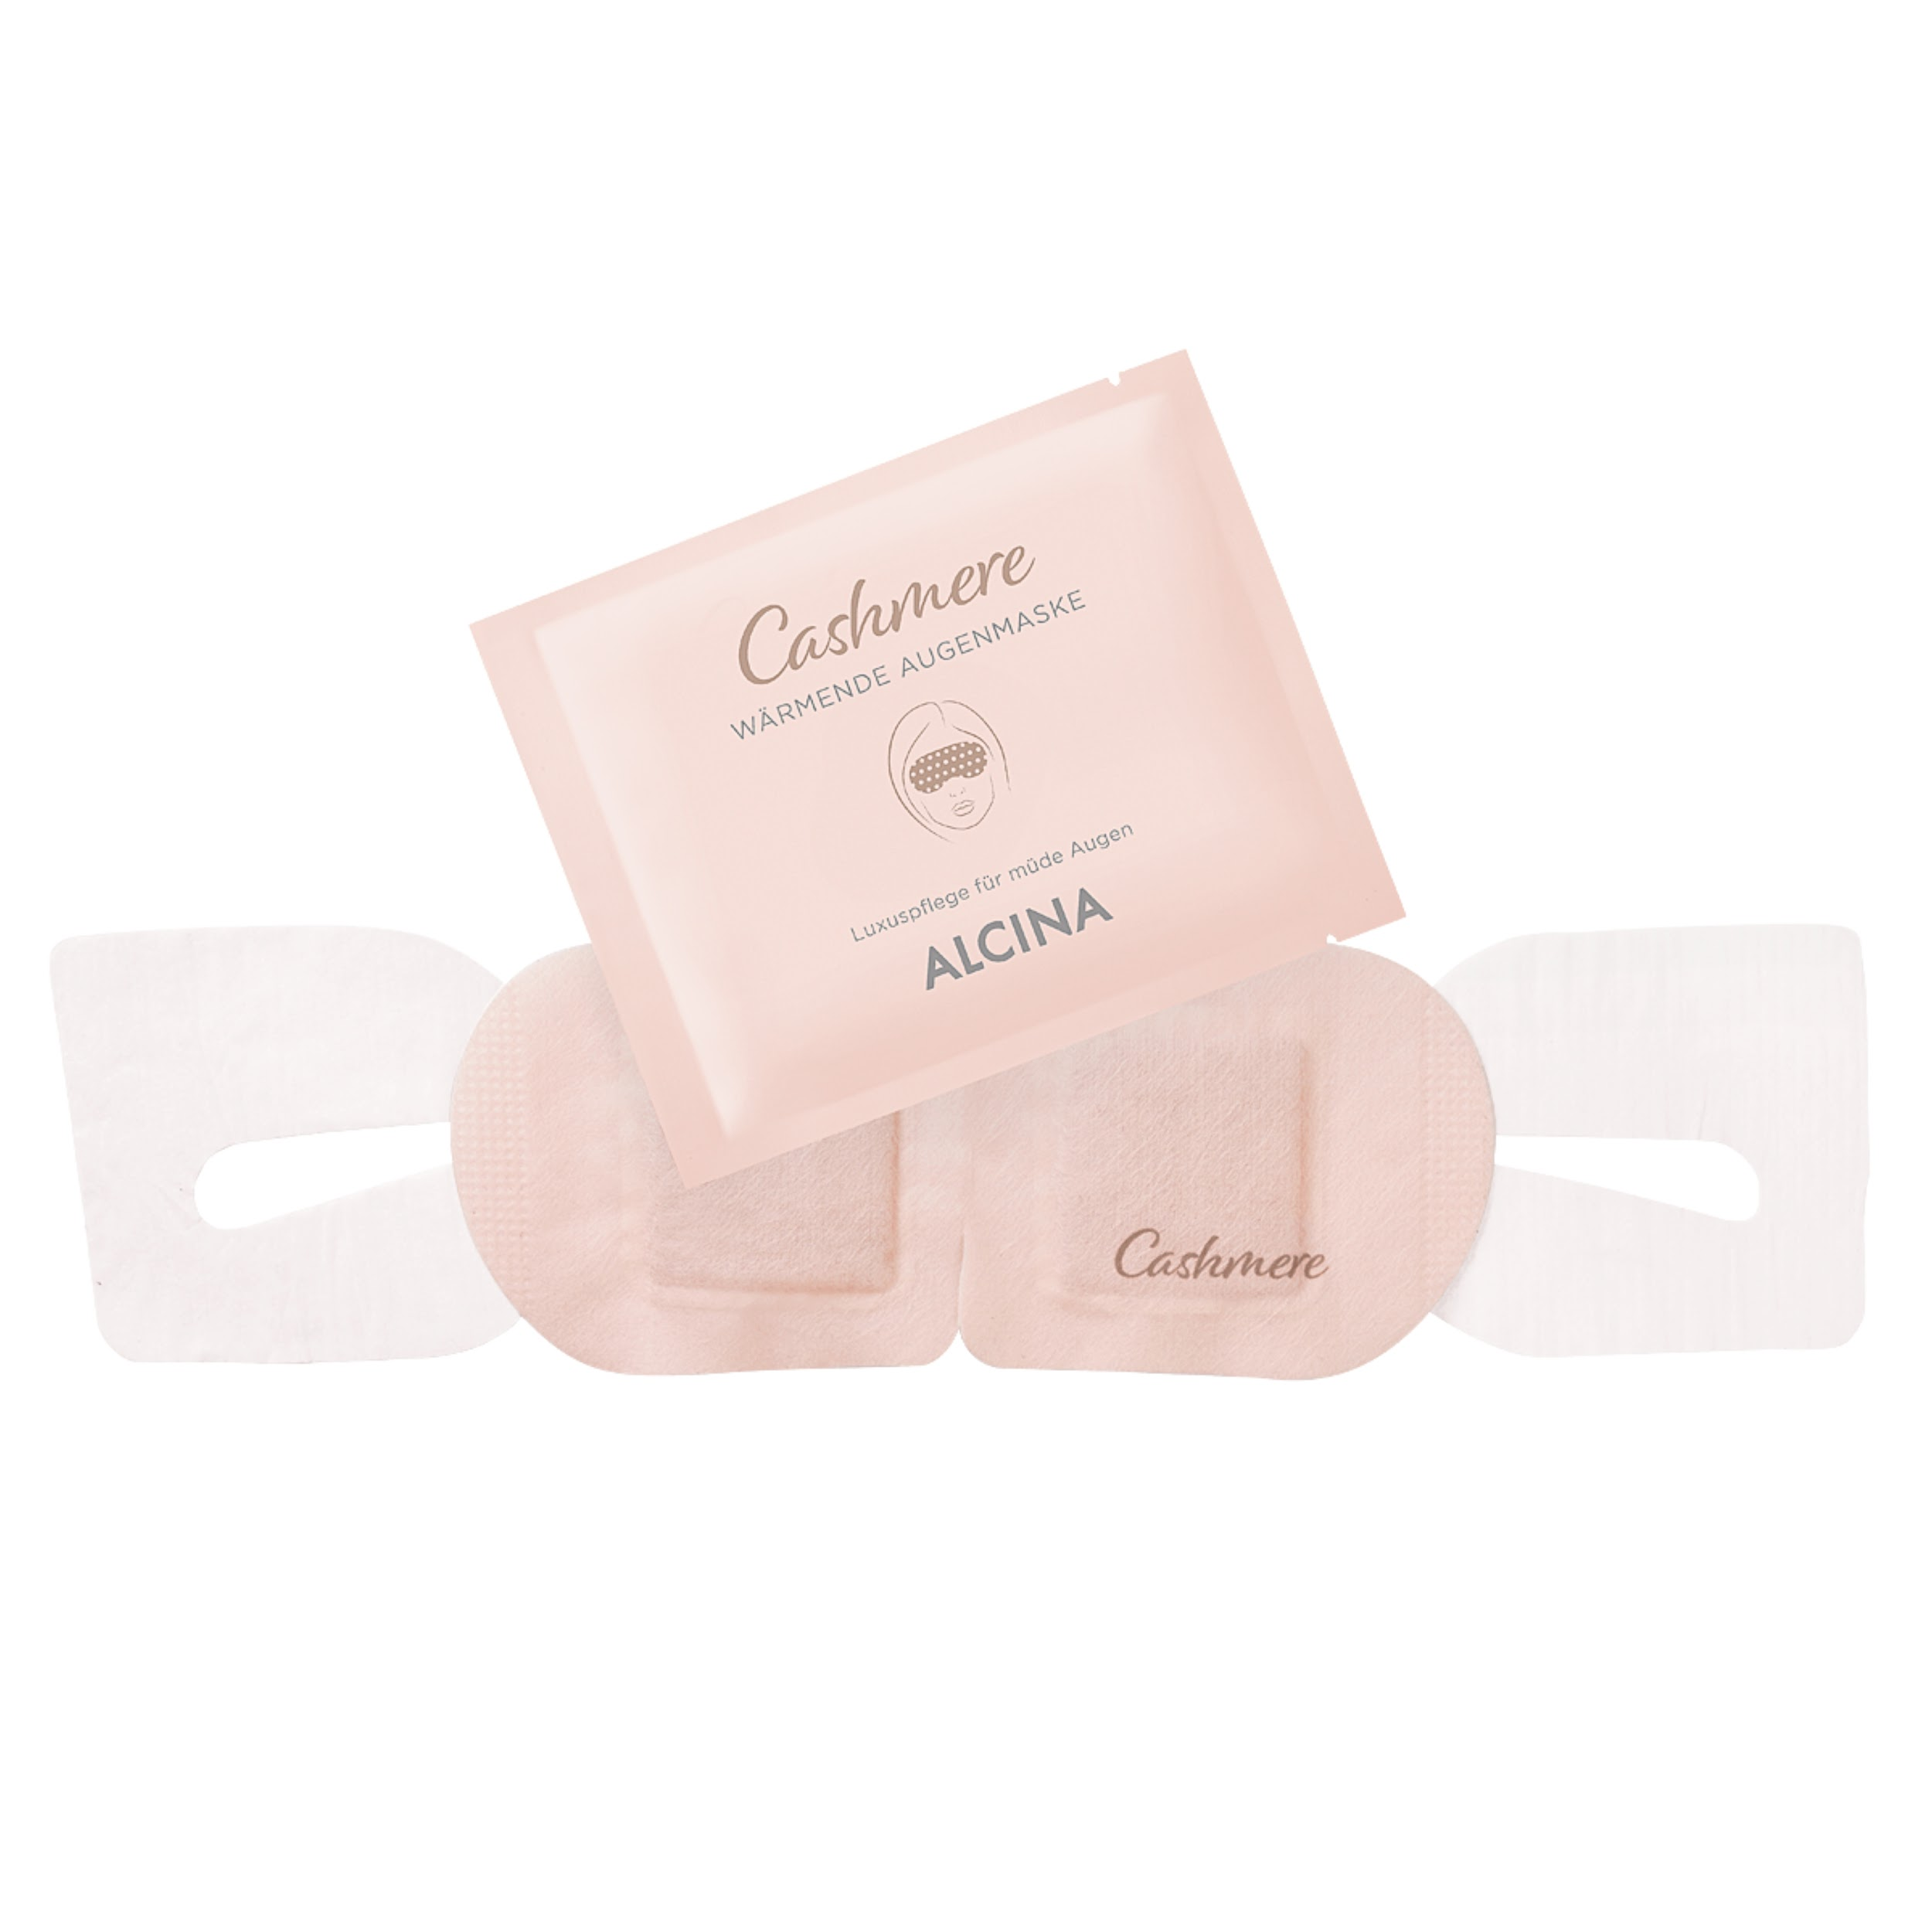 Cashmere
WÄRMENDE AUGENMASKE
Luxuspflege für müde Augen
ALCINA
Cashmere